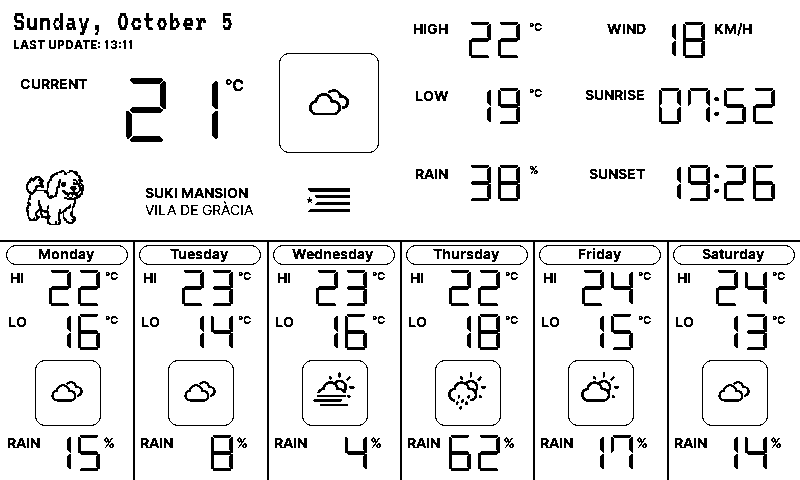 Sunday, October 5
LAST UPDATE: 13:11
CURRENT 21 °C
SUKI MANSION
VILA DE GRÀCIA
HIGH 22 °C
WIND 18 KM/H
LOW 19 °C
SUNRISE 07:52
RAIN 38 %
SUNSET 19:26
Monday
HI 22 °C
LO 16 °C
RAIN 15 %
Tuesday
HI 23 °C
LO 14 °C
RAIN 8 %
Wednesday
HI 23 °C
LO 16 °C
RAIN 4 %
Thursday
HI 22 °C
LO 18 °C
RAIN 62 %
Friday
HI 24 °C
LO 15 °C
RAIN 17 %
Saturday
HI 24 °C
LO 13 °C
RAIN 14 %